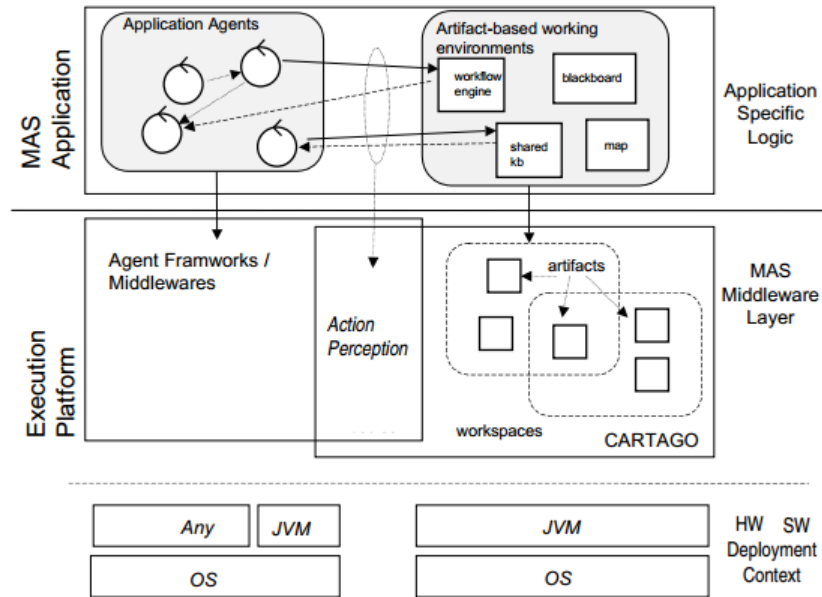 Application Agents
Artifact-based working
environments
workflow
engine
blackboard
shared
kb
map
MAS
Application
Application
Specific
Logic
Agent Framworks /
Middlewares
Action
Perception
artifacts
workspaces
CARTAGO
MAS
Middleware
Layer
Execution
Platform
Any
JVM
JVM
OS
OS
HW SW
Deployment
Context